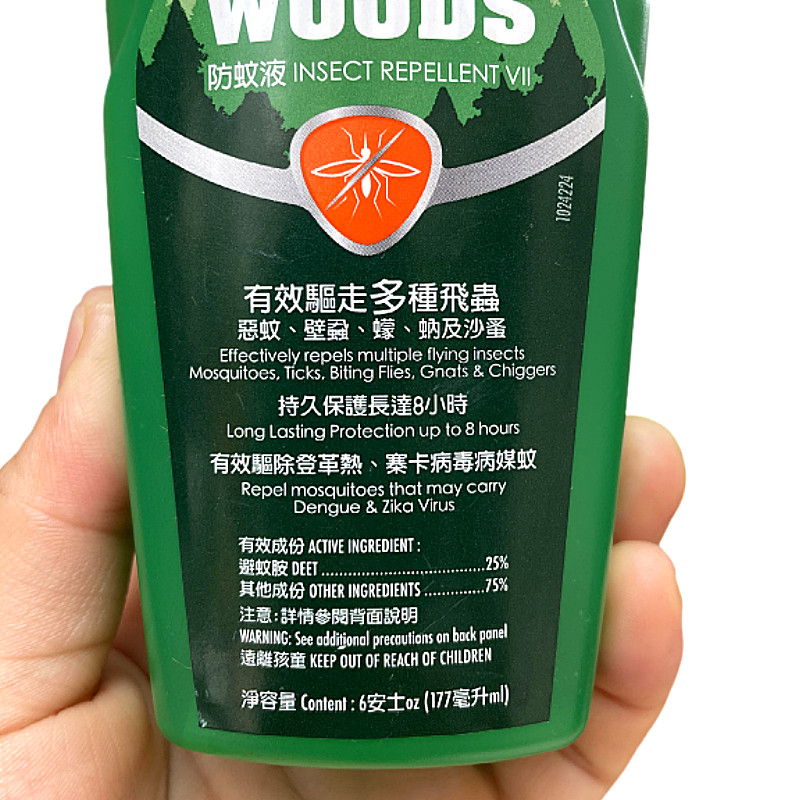 WOODS
防蚊液 INSECT REPELLENT VII
1024224
有效驅走多種飛蟲
惡蚊、壁蝨、蠓、蚋及沙蚤
Effectively repels multiple flying insects
Mosquitoes, Ticks, Biting Flies, Gnats & Chiggers
持久保護長達8小時
Long Lasting Protection up to 8 hours
有效驅除登革熱、寨卡病毒病媒蚊
Repel mosquitoes that may carry
Dengue & Zika Virus
有效成份 ACTIVE INGREDIENT :
避蚊胺 DEET ........................................25%
其他成份 OTHER INGREDIENTS ...............75%
注意:詳情參閱背面說明
WARNING: See additional precautions on back panel
遠離孩童 KEEP OUT OF REACH OF CHILDREN
淨容量 Content : 6安士oz (177毫升ml)